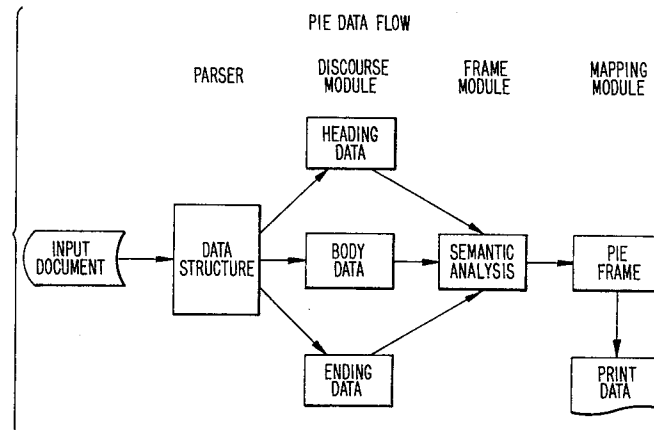 PIE DATA FLOW
PARSER
DISCOURSE
MODULE
FRAME
MODULE
MAPPING
MODULE
HEADING
DATA
INPUT
DOCUMENT
DATA
STRUCTURE
BODY
DATA
SEMANTIC
ANALYSIS
PIE
FRAME
ENDING
DATA
PRINT
DATA